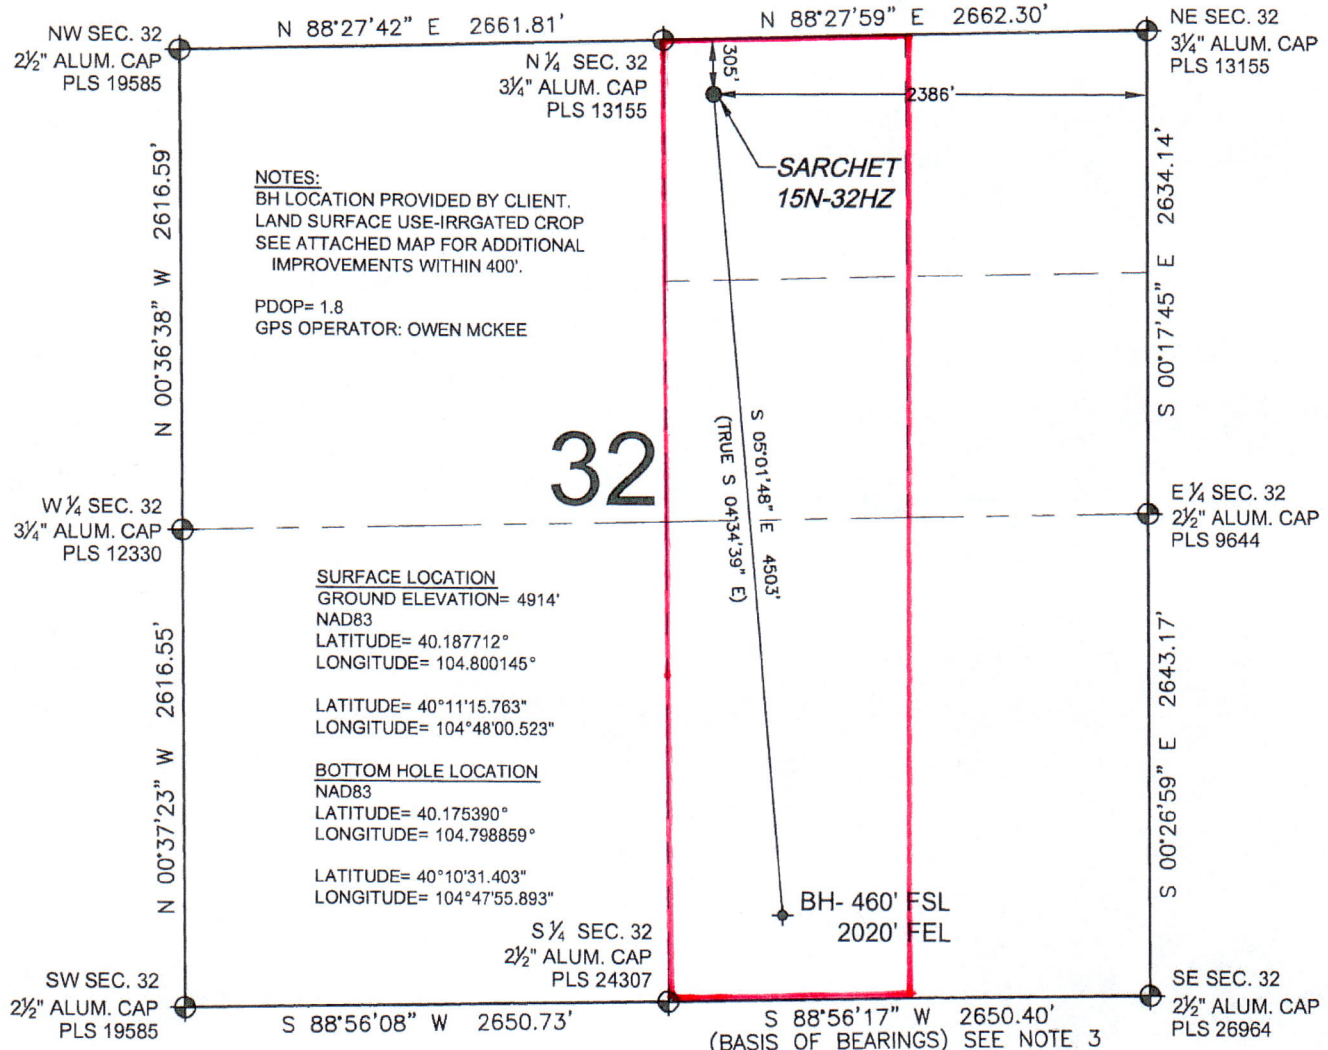 NW SEC. 32
2½" ALUM. CAP
PLS 19585
N 88°27'42" E 2661.81'
N ¼ SEC. 32
3¼" ALUM. CAP
PLS 13155
N 88°27'59" E 2662.30'
NE SEC. 32
3¼" ALUM. CAP
PLS 13155
305'
2386'
SARCHET
15N-32HZ
N 00°36'38" W 2616.59'
NOTES:
BH LOCATION PROVIDED BY CLIENT.
LAND SURFACE USE-IRRGATED CROP
SEE ATTACHED MAP FOR ADDITIONAL
IMPROVEMENTS WITHIN 400'.
PDOP= 1.8
GPS OPERATOR: OWEN MCKEE
S 00°17'45" E 2634.14'
32
S 05°01'48" E 4503'
(TRUE S 04°34'39" E)
W ¼ SEC. 32
3¼" ALUM. CAP
PLS 12330
E ¼ SEC. 32
2½" ALUM. CAP
PLS 9644
N 00°37'23" W 2616.55'
SURFACE LOCATION
GROUND ELEVATION= 4914'
NAD83
LATITUDE= 40.187712°
LONGITUDE= 104.800145°
LATITUDE= 40°11'15.763"
LONGITUDE= 104°48'00.523"
BOTTOM HOLE LOCATION
NAD83
LATITUDE= 40.175390°
LONGITUDE= 104.798859°
LATITUDE= 40°10'31.403"
LONGITUDE= 104°47'55.893"
S 00°26'59" E 2643.17'
BH- 460' FSL
2020' FEL
S ¼ SEC. 32
2½" ALUM. CAP
PLS 24307
SW SEC. 32
2½" ALUM. CAP
PLS 19585
S 88°56'08" W 2650.73'
S 88°56'17" W 2650.40'
(BASIS OF BEARINGS) SEE NOTE 3
SE SEC. 32
2½" ALUM. CAP
PLS 26964